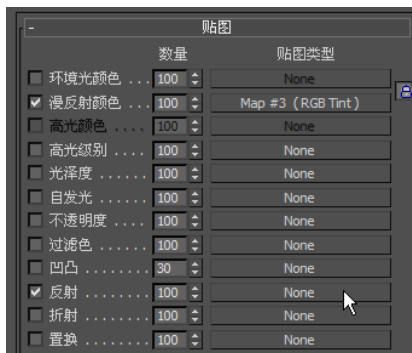 - 贴图
数量 贴图类型
环境光颜色 ... 100 None
漫反射颜色 ... 100 Map #3 (RGB Tint)
高光颜色 .... 100 None
高光级别 .... 100 None
光泽度 ...... 100 None
自发光 ...... 100 None
不透明度 .... 100 None
过滤色 ...... 100 None
凹凸 ........ 30 None
反射 ........ 100 None
折射 ........ 100 None
置换 ........ 100 None